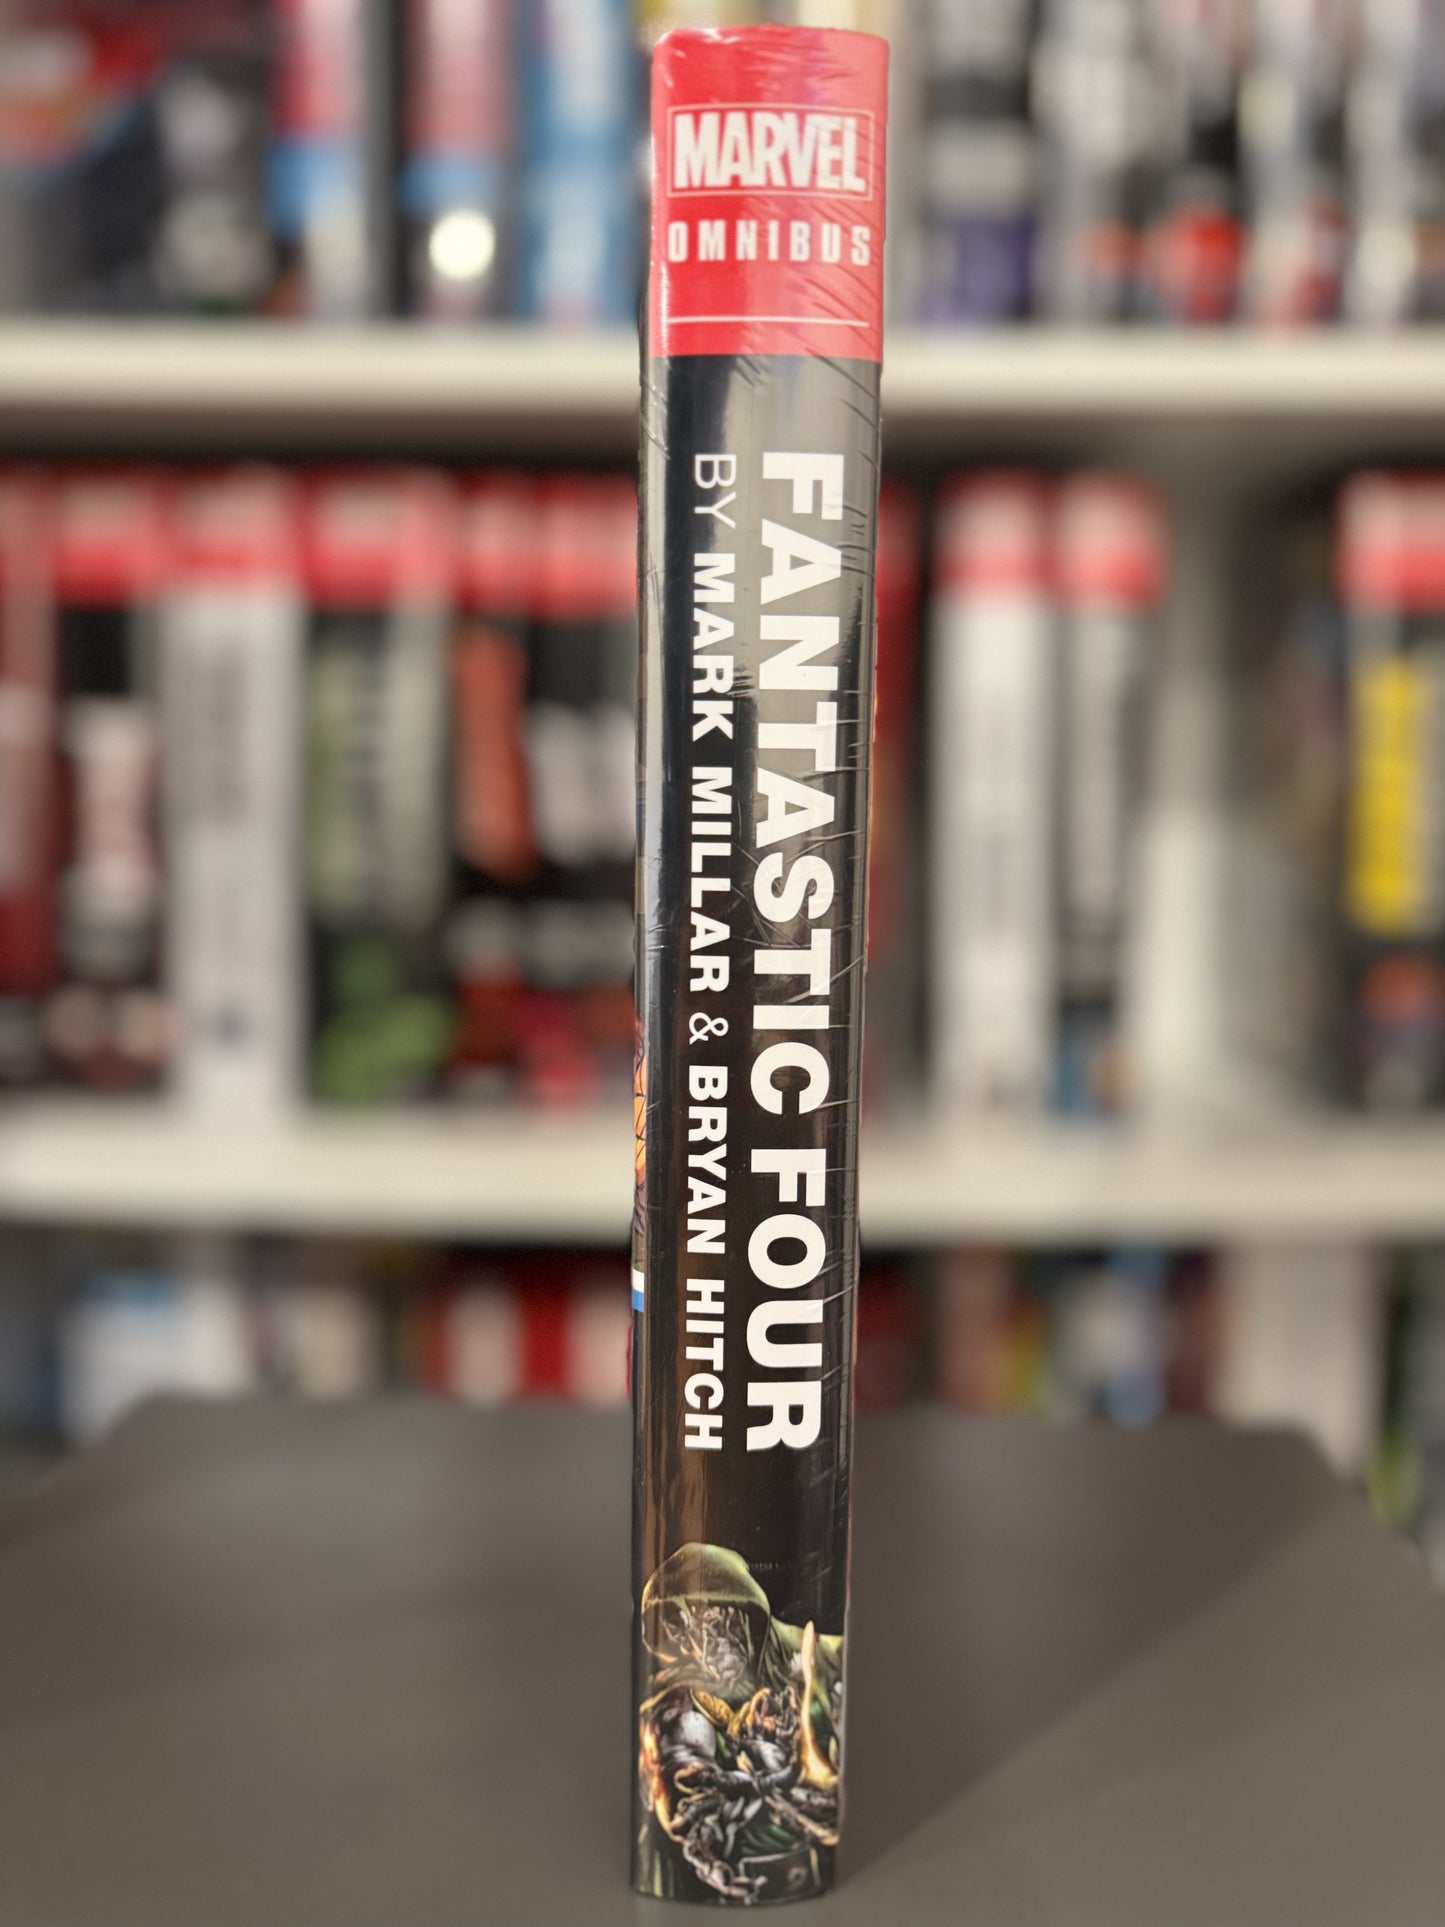 MARVEL
OMNIBUS
FANTASTIC FOUR
BY MARK MILLAR & BRYAN HITCH